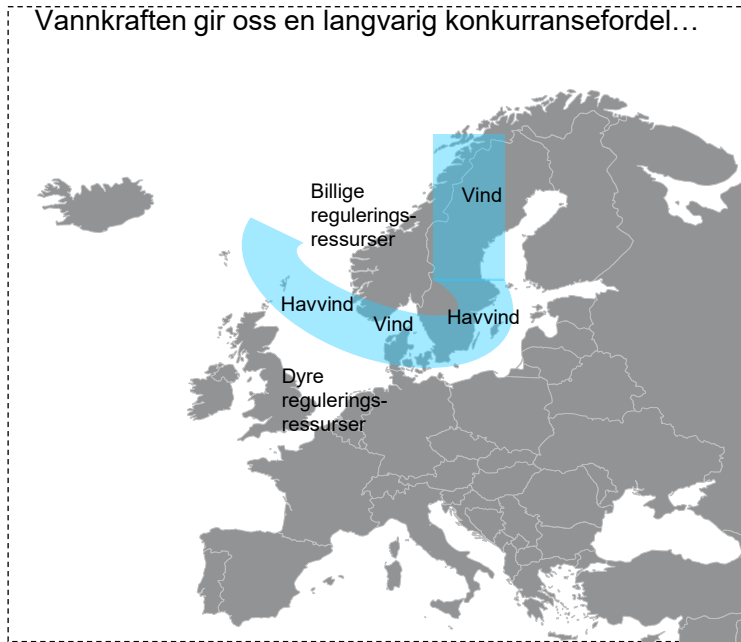 Vannkraften gir oss en langvarig konkurransefordel…
Billige
regulerings-
ressurser
Vind
Havvind
Vind
Havvind
Dyre
regulerings-
ressurser